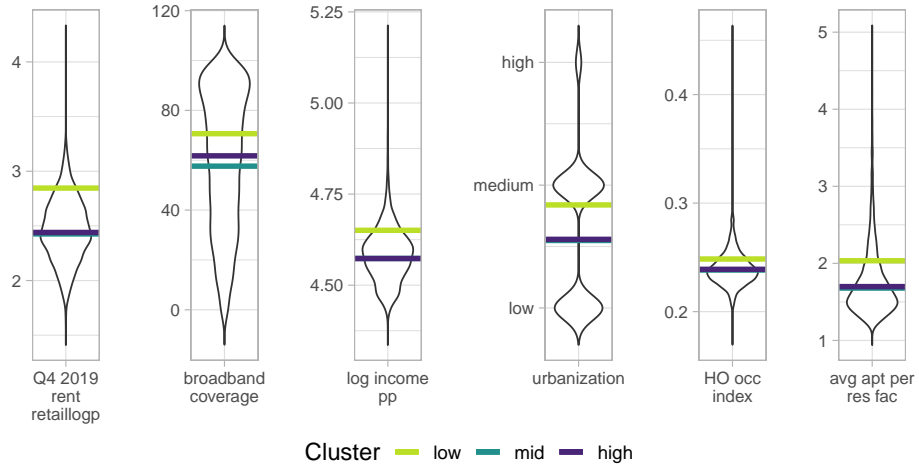 4
3
2
Q4 2019
rent
retaillogp
120
80
40
0
broadband
coverage
5.25
5.00
4.75
4.50
log income
pp
high
medium
low
urbanization
0.4
0.3
0.2
HO occ
index
5
4
3
2
1
avg apt per
res fac
Cluster low mid high